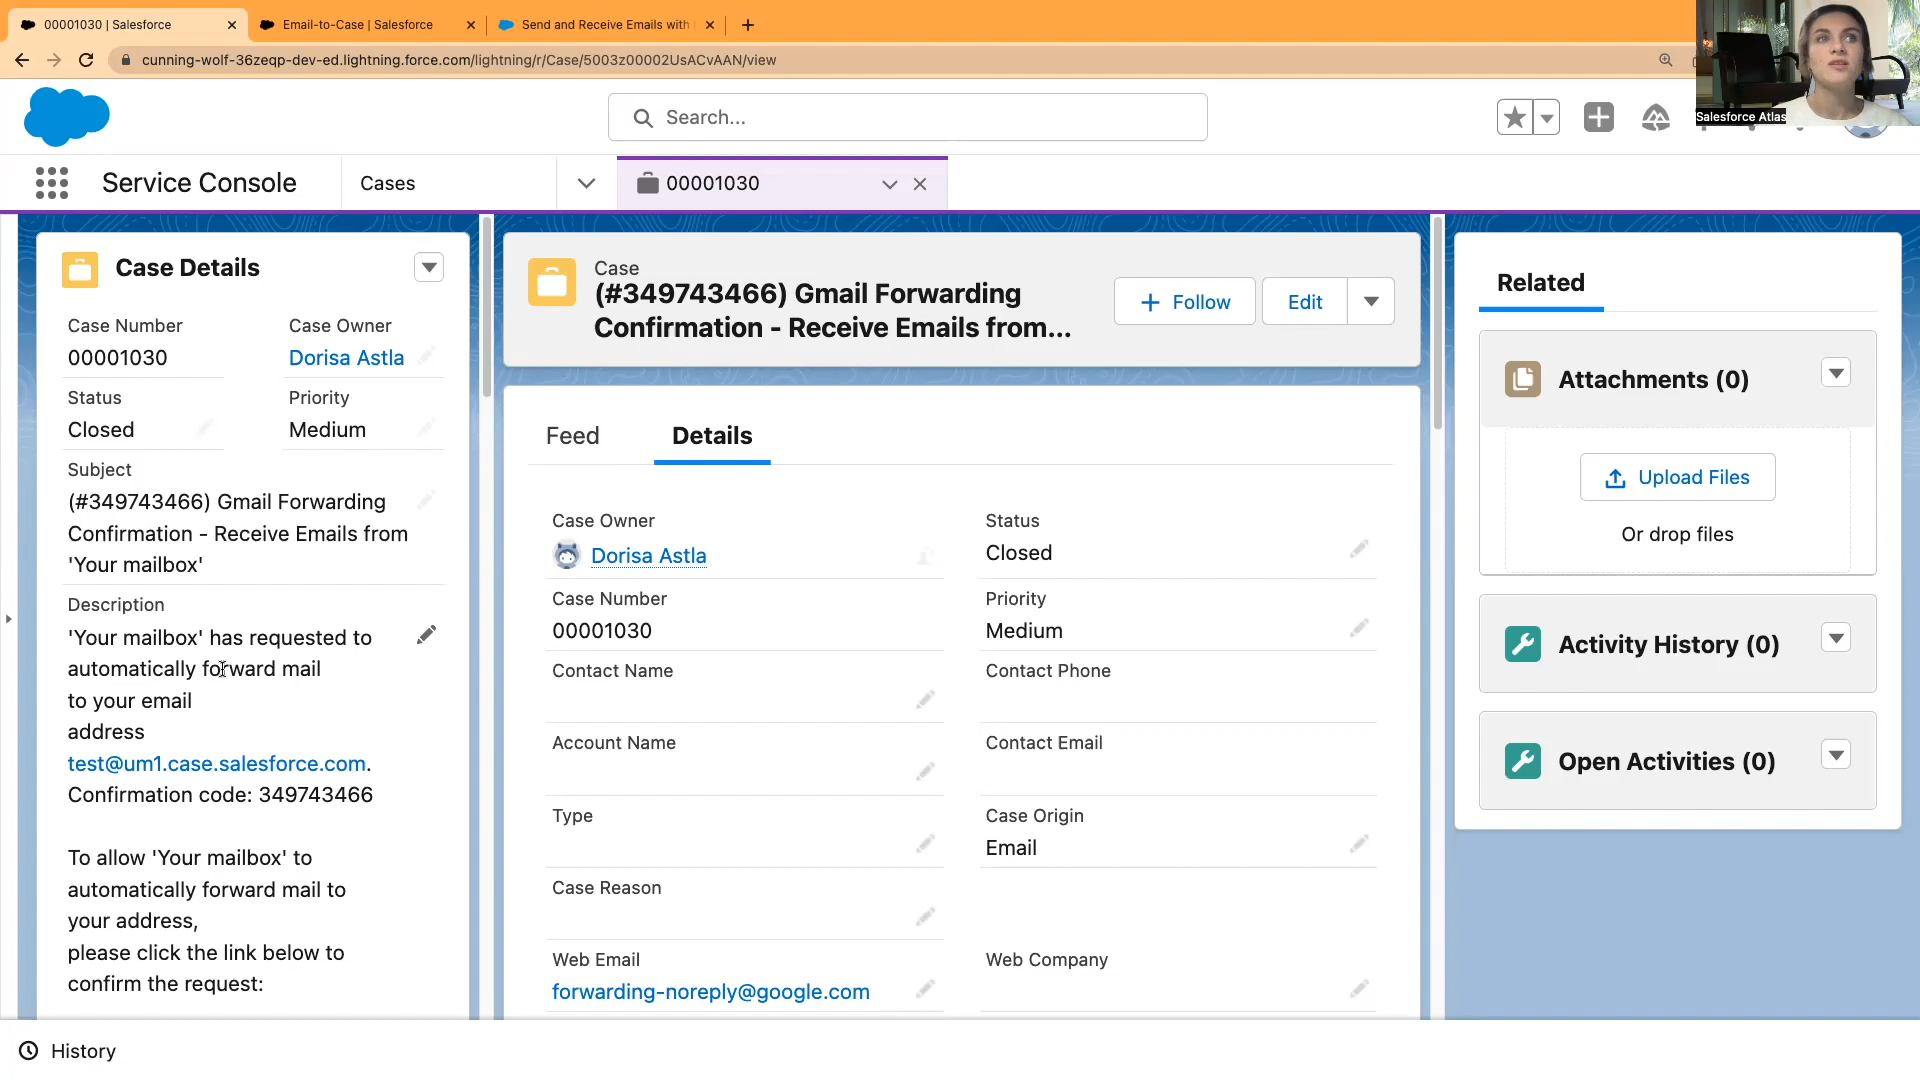 00001030 | Salesforce
Email-to-Case | Salesforce
Send and Receive Emails with
cunning-wolf-36zeqp-dev-ed.lightning.force.com/lightning/r/Case/5003z00002UsACvAAN/view
Search...
Salesforce Atlas
Service Console
Cases
00001030
Case Details
Case Number
Case Owner
00001030
Dorisa Astla
Status
Priority
Closed
Medium
Subject
(#349743466) Gmail Forwarding
Confirmation - Receive Emails from
'Your mailbox'
Description
'Your mailbox' has requested to
automatically forward mail
to your email
address
test@um1.case.salesforce.com.
Confirmation code: 349743466
To allow 'Your mailbox' to
automatically forward mail to
your address,
please click the link below to
confirm the request:
Case
(#349743466) Gmail Forwarding
Confirmation - Receive Emails from...
Follow
Edit
Feed
Details
Case Owner
Dorisa Astla
Status
Closed
Case Number
00001030
Priority
Medium
Contact Name
Contact Phone
Account Name
Contact Email
Type
Case Origin
Email
Case Reason
Web Email
forwarding-noreply@google.com
Web Company
Related
Attachments (0)
Upload Files
Or drop files
Activity History (0)
Open Activities (0)
History